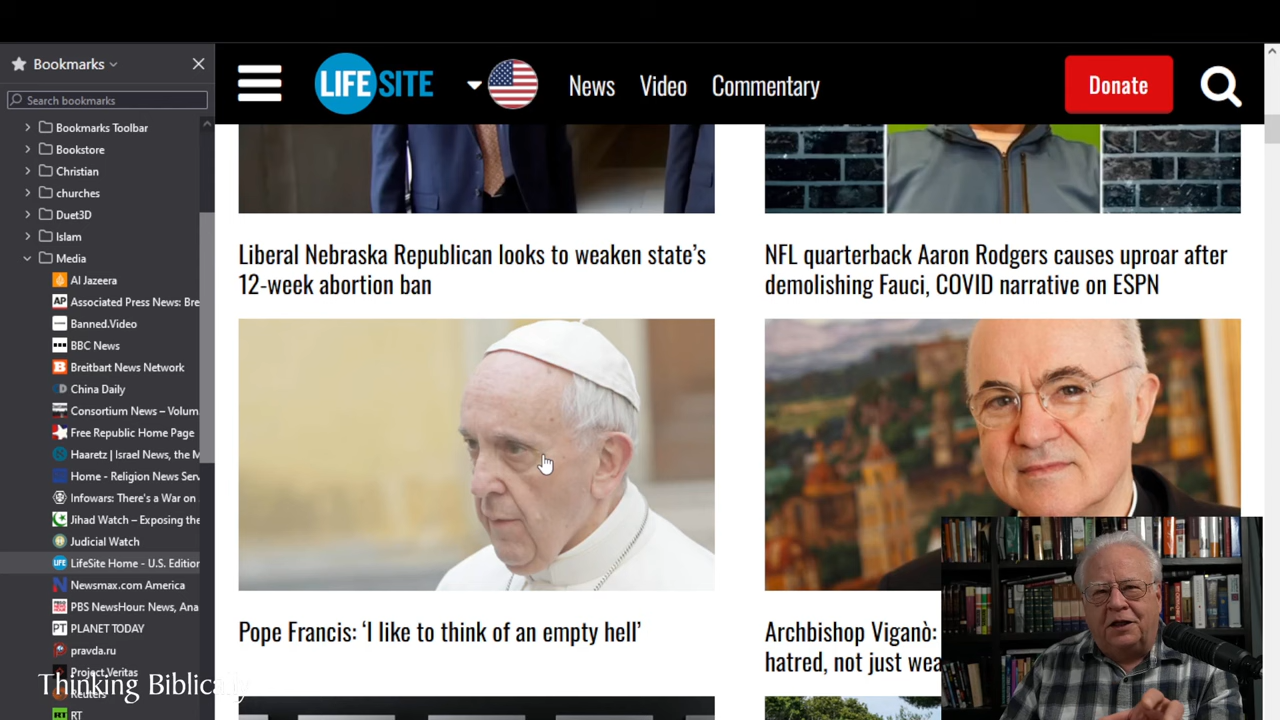 Bookmarks
Search bookmarks
Bookmarks Toolbar
Bookstore
Christian
churches
Duet3D
Islam
Media
Al Jazeera
AP Associated Press News: Bre
Banned.Video
BBC News
B Breitbart News Network
China Daily
Consortium News – Volum
Free Republic Home Page
Haaretz | Israel News, the M
Home - Religion News Serv
Infowars: There's a War on
Jihad Watch – Exposing the
Judicial Watch
LIFE LifeSite Home - U.S. Edition
N Newsmax.com America
PBS NewsHour: News, Ana
PT PLANET TODAY
pravda.ru
Project Veritas
Reuters
RT
Thinking Biblically
LIFESITE
News Video Commentary
Donate
Liberal Nebraska Republican looks to weaken state's
12-week abortion ban
NFL quarterback Aaron Rodgers causes uproar after
demolishing Fauci, COVID narrative on ESPN
Pope Francis: 'I like to think of an empty hell'
Archbishop Viganò:
hatred, not just wea